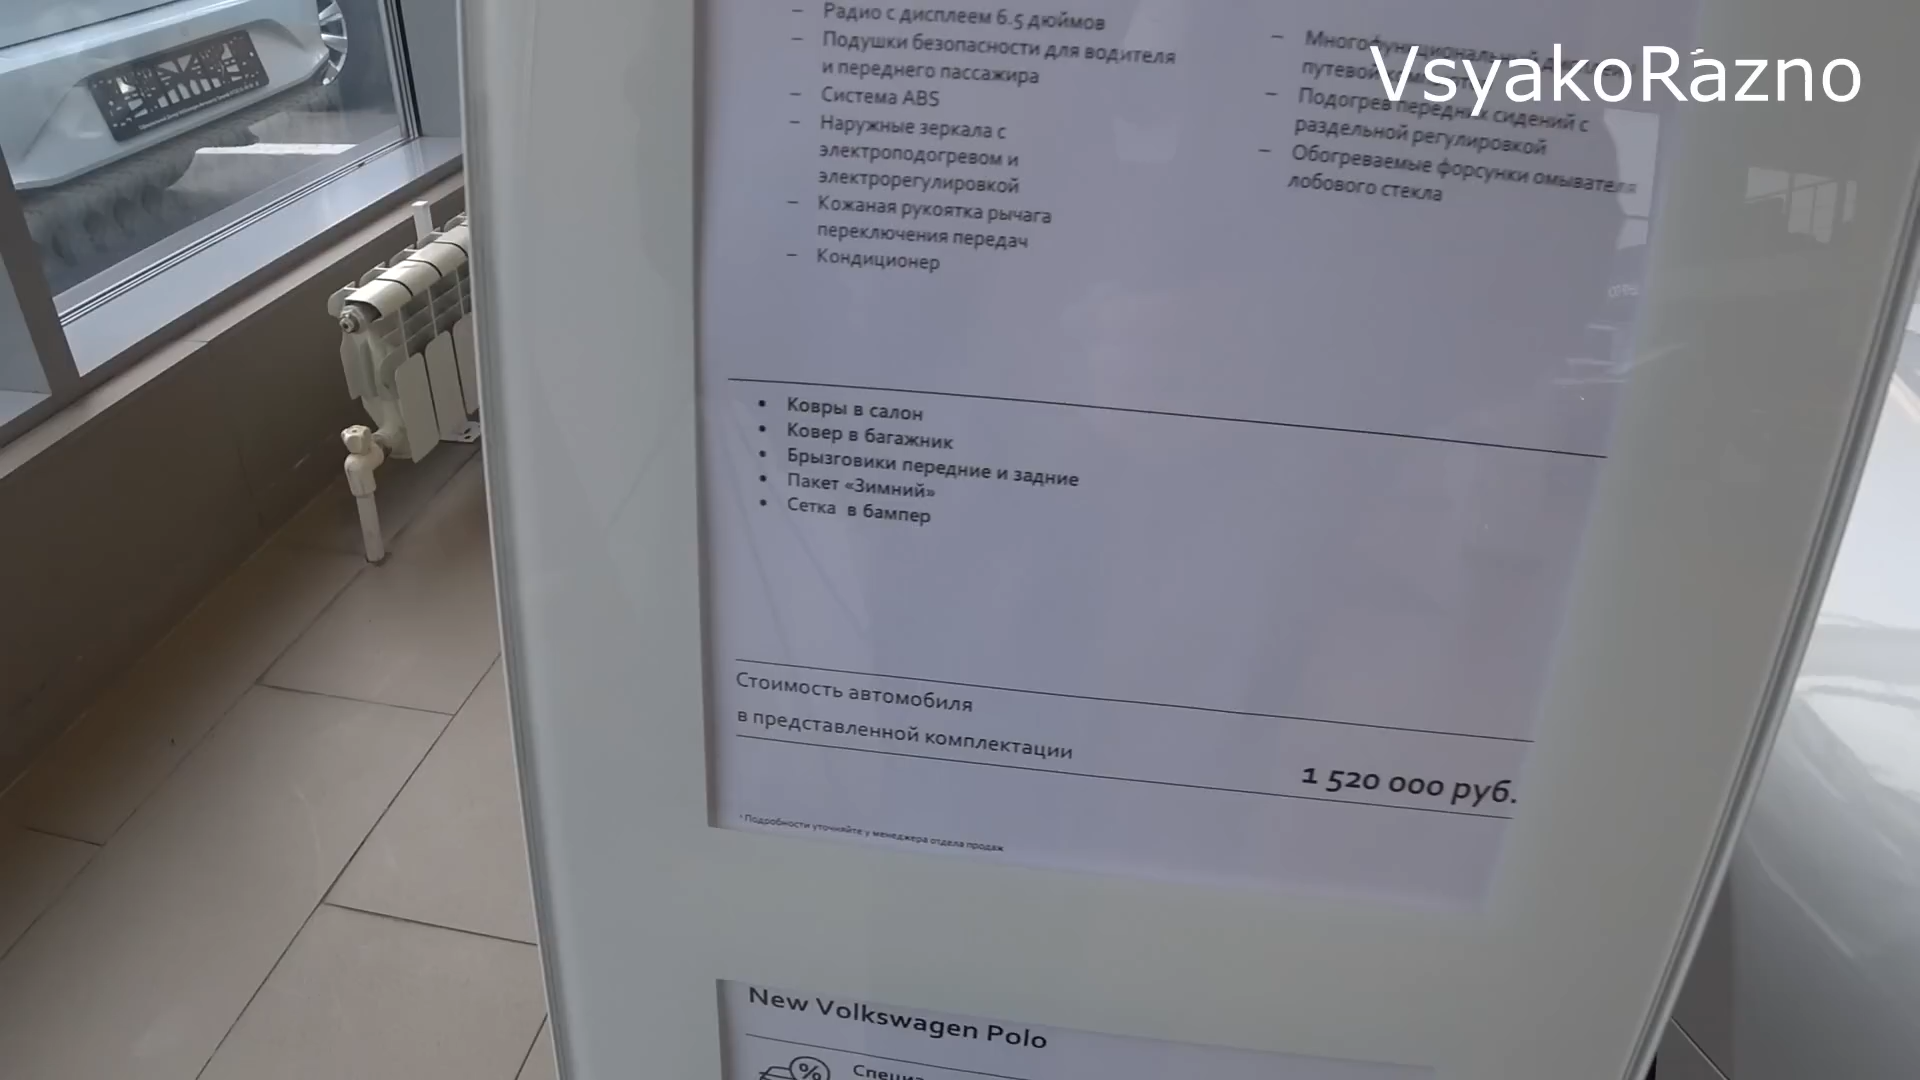 VsyakoRazno
– Радио с дисплеем 6.5 дюймов
– Подушки безопасности для водителя
и переднего пассажира
– Система ABS
– Наружные зеркала с
электроподогревом и
электрорегулировкой
– Кожаная рукоятка рычага
переключения передач
– Кондиционер
– Многофункциональный
путевой
– Подогрев передних сидений с
раздельной регулировкой
– Обогреваемые форсунки омывателя
лобового стекла
• Ковры в салон
• Ковер в багажник
• Брызговики передние и задние
• Пакет «Зимний»
• Сетка в бампер
Стоимость автомобиля
в представленной комплектации
1 520 000 руб.
* Подробности уточняйте у менеджера отдела продаж
New Volkswagen Polo